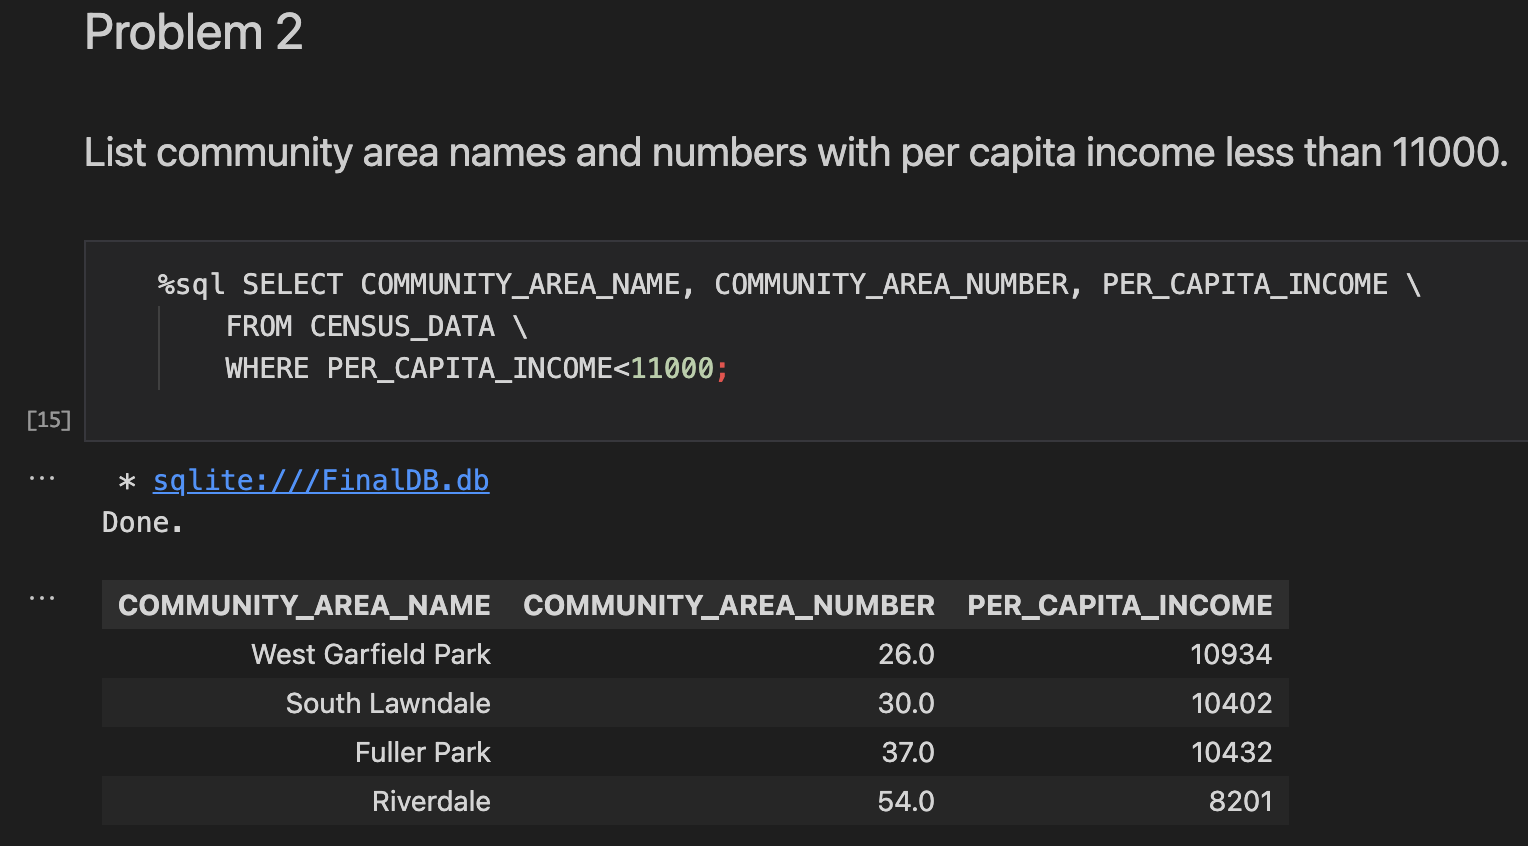 Problem 2
List community area names and numbers with per capita income less than 11000.
%sql SELECT COMMUNITY_AREA_NAME, COMMUNITY_AREA_NUMBER, PER_CAPITA_INCOME \
FROM CENSUS_DATA \
WHERE PER_CAPITA_INCOME<11000;
[15]
... * sqlite:///FinalDB.db
Done.
... COMMUNITY_AREA_NAME COMMUNITY_AREA_NUMBER PER_CAPITA_INCOME
West Garfield Park 26.0 10934
South Lawndale 30.0 10402
Fuller Park 37.0 10432
Riverdale 54.0 8201